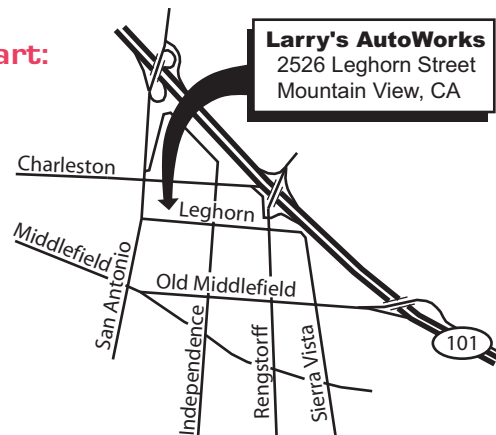 art:
Larry's AutoWorks
2526 Leghorn Street
Mountain View, CA
Charleston
Leghorn
Middlefield
San Antonio
Old Middlefield
Independence
Rengstorff
Sierra Vista
101